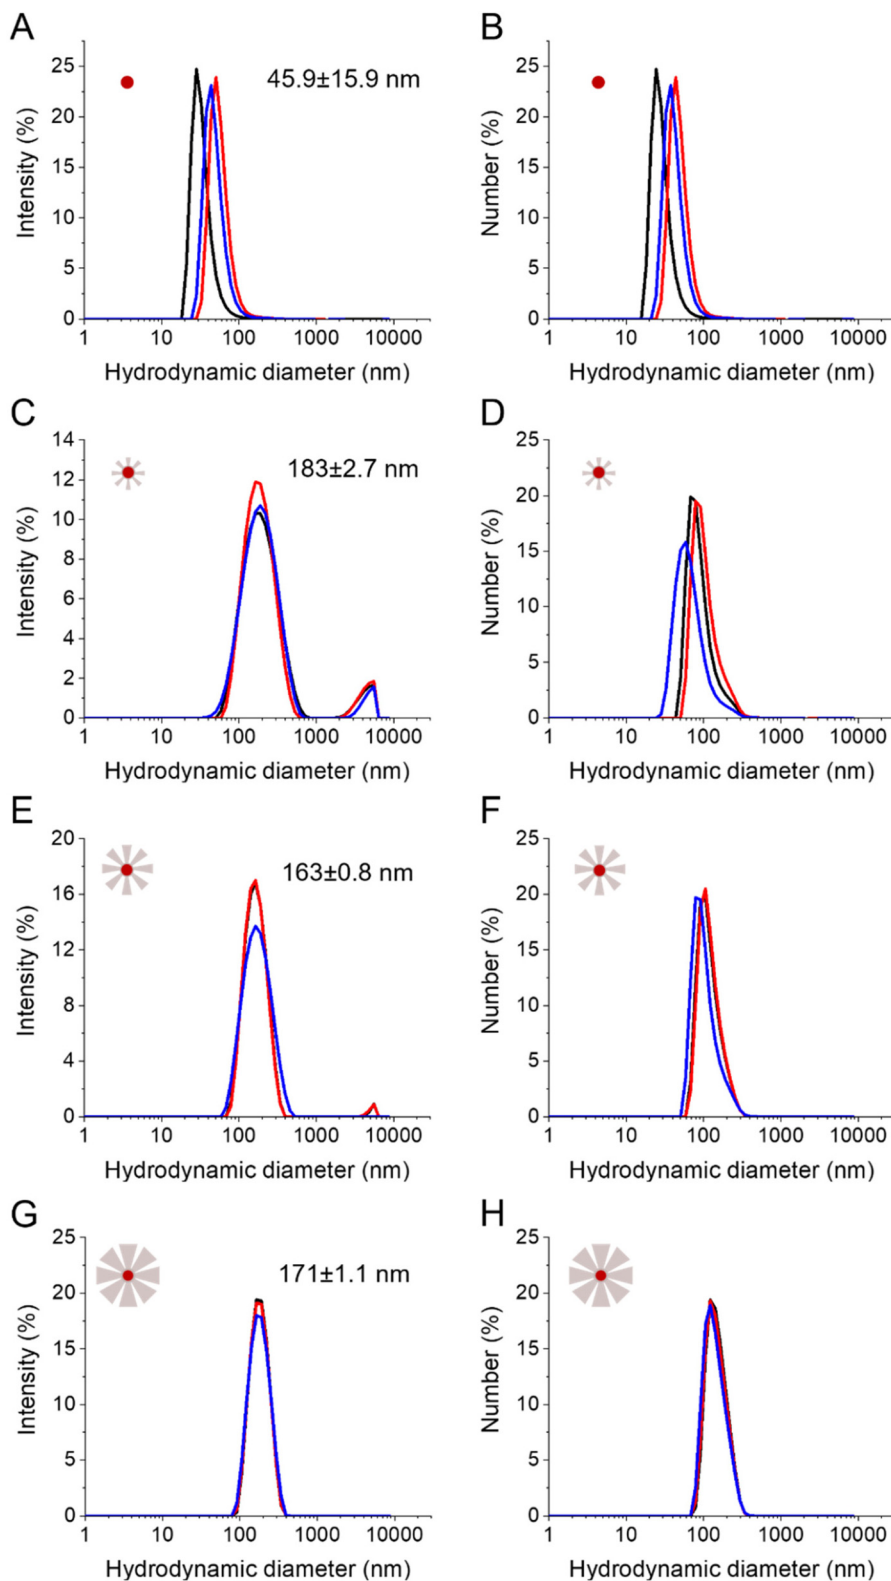 A
25
20
15
10
5
0
Intensity (%)
45.9±15.9 nm
1 10 100 1000 10000
Hydrodynamic diameter (nm)
B
25
20
15
10
5
0
Number (%)
1 10 100 1000 10000
Hydrodynamic diameter (nm)
C
14
12
10
8
6
4
2
0
Intensity (%)
183±2.7 nm
1 10 100 1000 10000
Hydrodynamic diameter (nm)
D
25
20
15
10
5
0
Number (%)
1 10 100 1000 10000
Hydrodynamic diameter (nm)
E
20
16
12
8
4
0
Intensity (%)
163±0.8 nm
1 10 100 1000 10000
Hydrodynamic diameter (nm)
F
25
20
15
10
5
0
Number (%)
1 10 100 1000 10000
Hydrodynamic diameter (nm)
G
25
20
15
10
5
0
Intensity (%)
171±1.1 nm
1 10 100 1000 10000
Hydrodynamic diameter (nm)
H
25
20
15
10
5
0
Number (%)
1 10 100 1000 10000
Hydrodynamic diameter (nm)